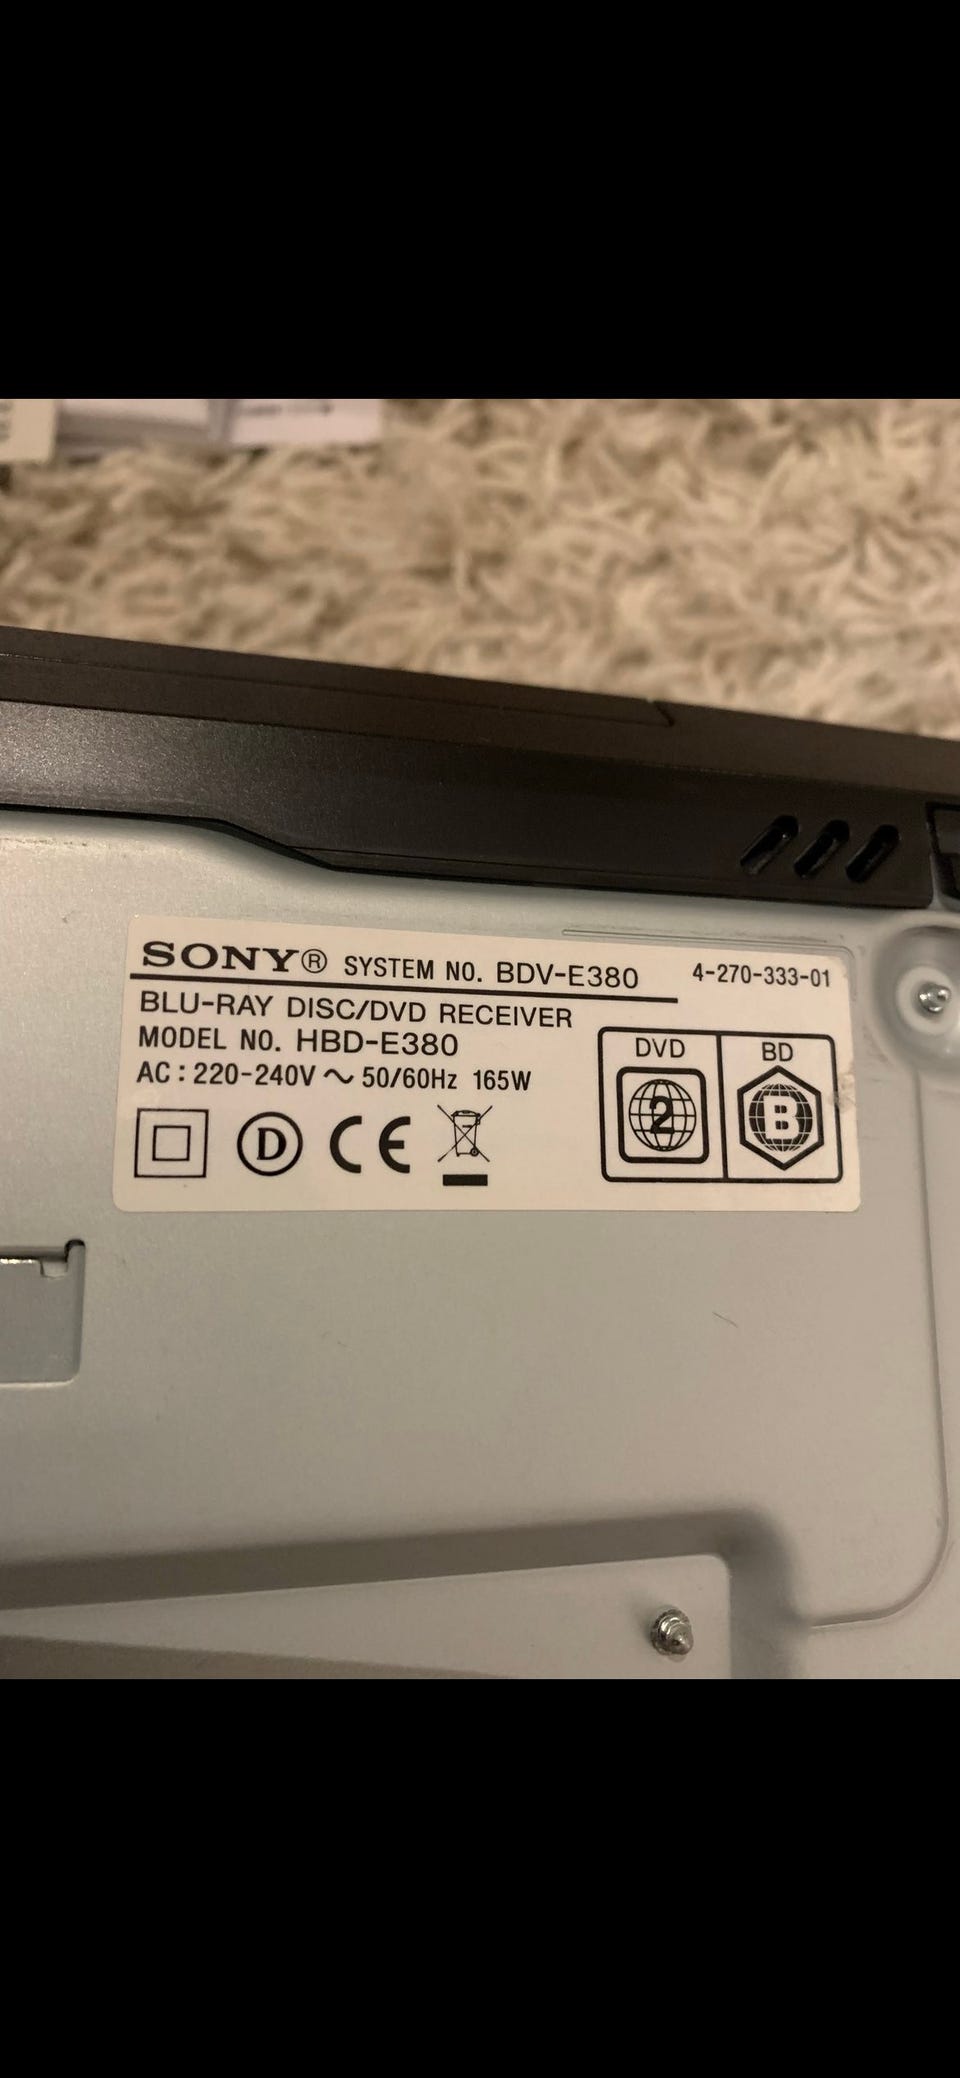 SONY® SYSTEM NO. BDV-E380 4-270-333-01
BLU-RAY DISC/DVD RECEIVER
MODEL NO. HBD-E380
AC : 220-240V ~ 50/60Hz 165W
DVD BD
D CE 2 B